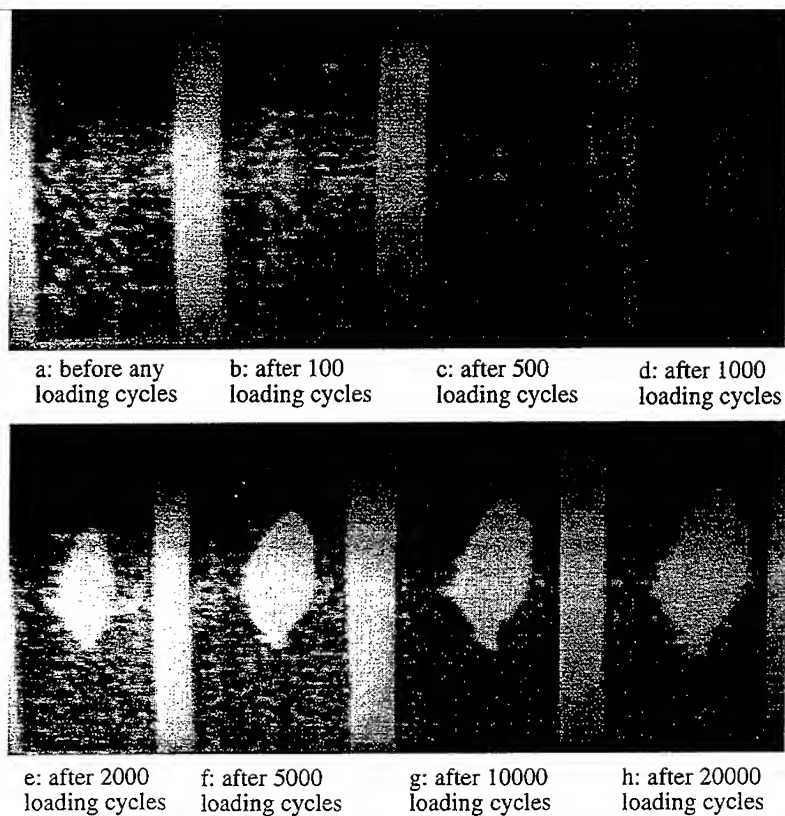 a: before any b: after 100 c: after 500 d: after 1000
loading cycles loading cycles loading cycles loading cycles
e: after 2000 f: after 5000 g: after 10000 h: after 20000
loading cycles loading cycles loading cycles loading cycles